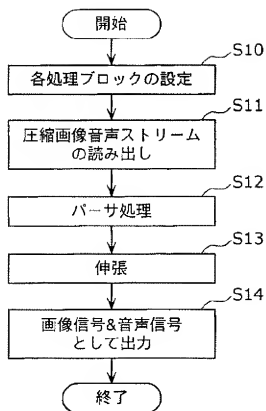 開始
S10
各処理ブロックの設定
S11
圧縮画像音声ストリーム
の読み出し
S12
パーサ処理
S13
伸張
S14
画像信号&音声信号
として出力
終了